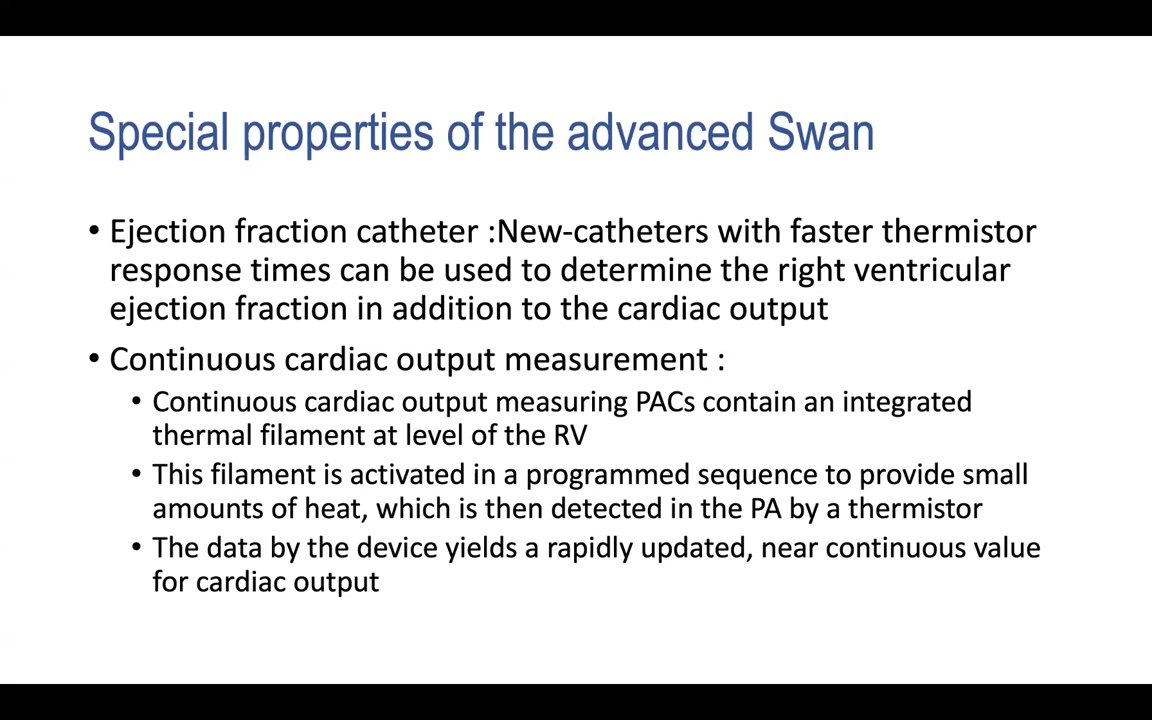 Special properties of the advanced Swan
• Ejection fraction catheter :New-catheters with faster thermistor
response times can be used to determine the right ventricular
ejection fraction in addition to the cardiac output
• Continuous cardiac output measurement :
• Continuous cardiac output measuring PACs contain an integrated
thermal filament at level of the RV
• This filament is activated in a programmed sequence to provide small
amounts of heat, which is then detected in the PA by a thermistor
• The data by the device yields a rapidly updated, near continuous value
for cardiac output